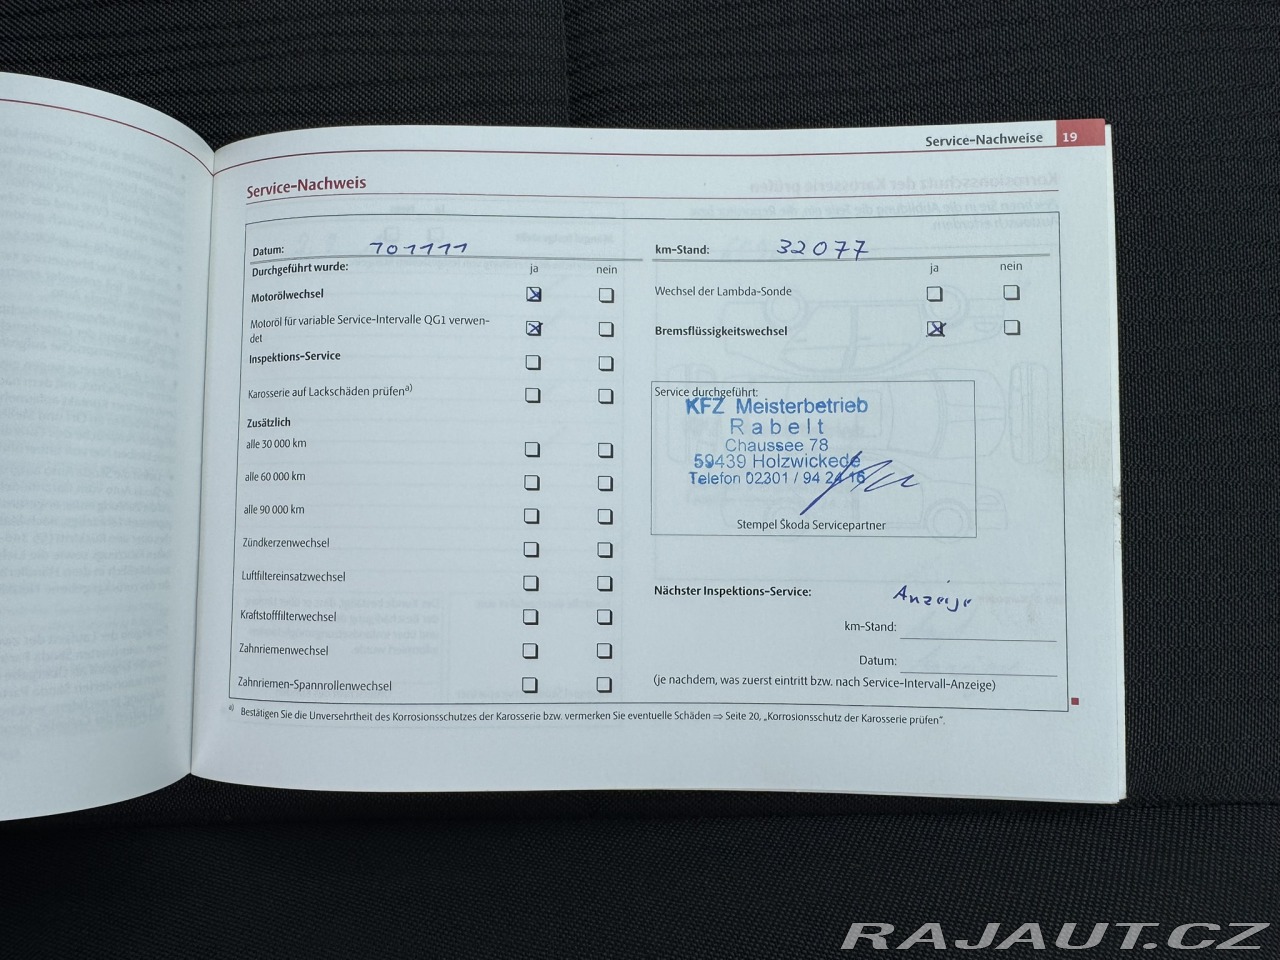 Service-Nachweise 19
Service-Nachweis
Datum: 101111
km-Stand: 32077
Durchgeführt wurde: ja nein
ja nein
Motorölwechsel
Wechsel der Lambda-Sonde
Motoröl für variable Service-Intervalle QG1 verwen-
det
Bremsflüssigkeitswechsel
Inspektions-Service
Karosserie auf Lackschäden prüfen a)
Zusätzlich
alle 30 000 km
alle 60 000 km
alle 90 000 km
Zündkerzenwechsel
Luftfiltereinsatzwechsel
Kraftstofffilterwechsel
Zahnriemenwechsel
Zahnriemen-Spannrollenwechsel
Service durchgeführt:
KFZ Meisterbetrieb
Rabelt
Chaussee 78
59439 Holzwickede
Telefon 02301 / 94 24 16
Stempel Škoda Servicepartner
Nächster Inspektions-Service: Anzeige
km-Stand:
Datum:
(je nachdem, was zuerst eintritt bzw. nach Service-Intervall-Anzeige)
a) Bestätigen Sie die Unversehrtheit des Korrosionsschutzes der Karosserie bzw. vermerken Sie eventuelle Schäden ⇒ Seite 20, „Korrosionsschutz der Karosserie prüfen“.
RAJAUT.CZ